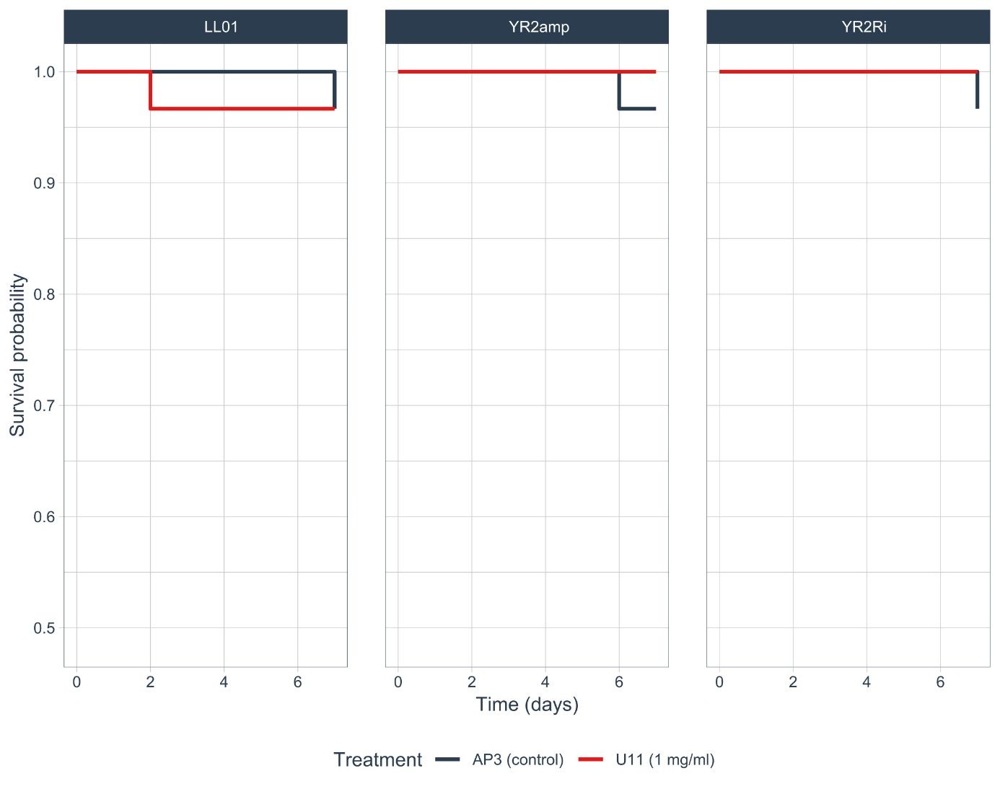 LL01 YR2amp YR2Ri
1.0
0.9
0.8
0.7
0.6
0.5
Survival probability
0 2 4 6 0 2 4 6 0 2 4 6
Time (days)
Treatment AP3 (control) U11 (1 mg/ml)